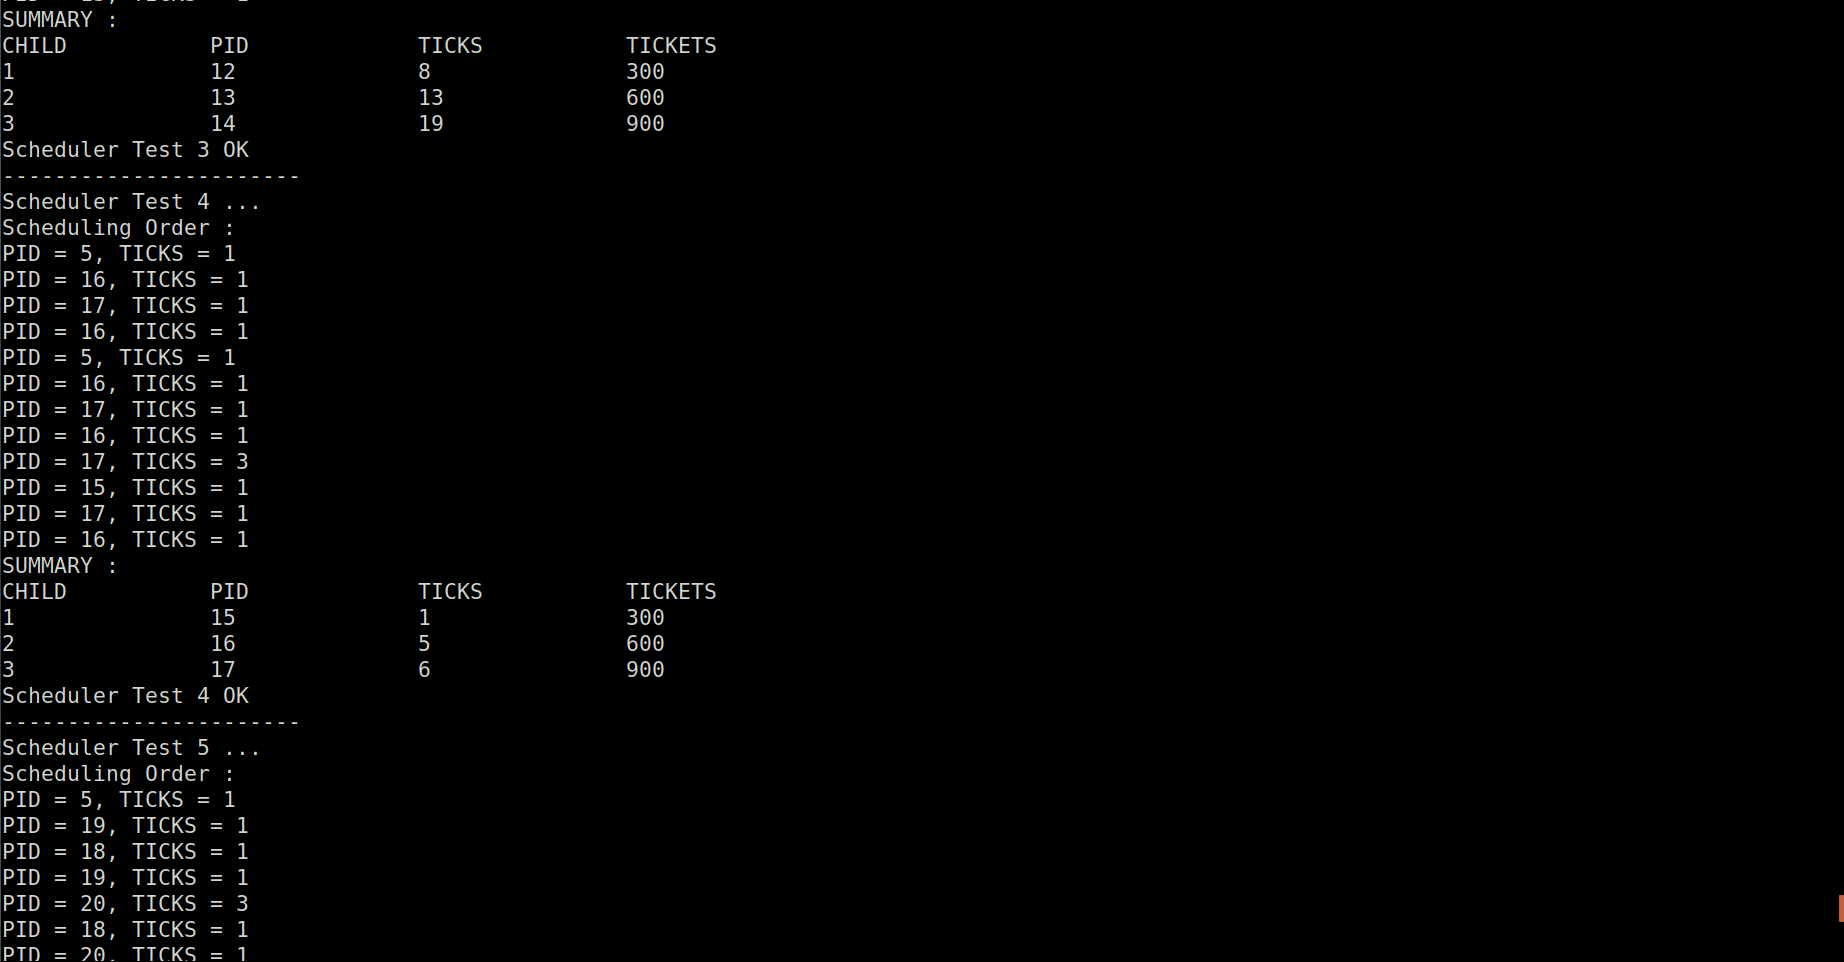 SUMMARY :
CHILD PID TICKS TICKETS
1 12 8 300
2 13 13 600
3 14 19 900
Scheduler Test 3 OK
-----------------------
Scheduler Test 4 ...
Scheduling Order :
PID = 5, TICKS = 1
PID = 16, TICKS = 1
PID = 17, TICKS = 1
PID = 16, TICKS = 1
PID = 5, TICKS = 1
PID = 16, TICKS = 1
PID = 17, TICKS = 1
PID = 16, TICKS = 1
PID = 17, TICKS = 3
PID = 15, TICKS = 1
PID = 17, TICKS = 1
PID = 16, TICKS = 1
SUMMARY :
CHILD PID TICKS TICKETS
1 15 1 300
2 16 5 600
3 17 6 900
Scheduler Test 4 OK
-----------------------
Scheduler Test 5 ...
Scheduling Order :
PID = 5, TICKS = 1
PID = 19, TICKS = 1
PID = 18, TICKS = 1
PID = 19, TICKS = 1
PID = 20, TICKS = 3
PID = 18, TICKS = 1
PID = 20, TICKS = 1